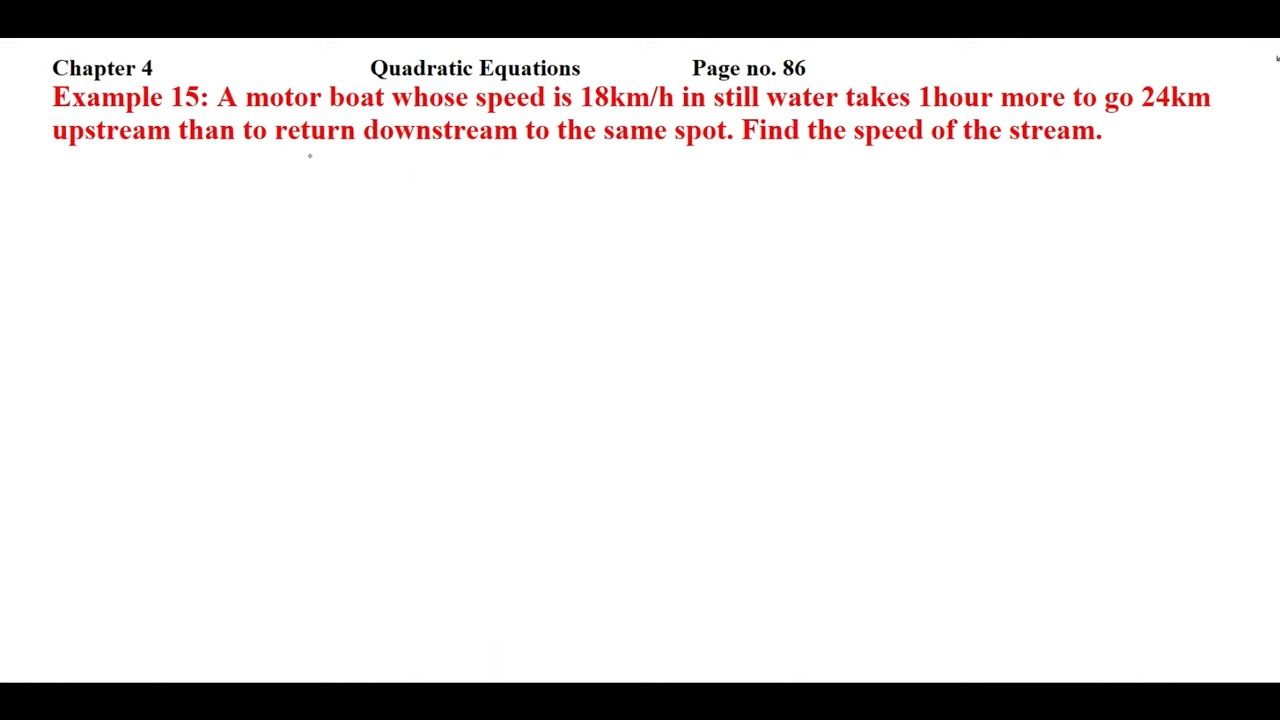 Chapter 4 Quadratic Equations Page no. 86
Example 15: A motor boat whose speed is 18km/h in still water takes 1hour more to go 24km
upstream than to return downstream to the same spot. Find the speed of the stream.